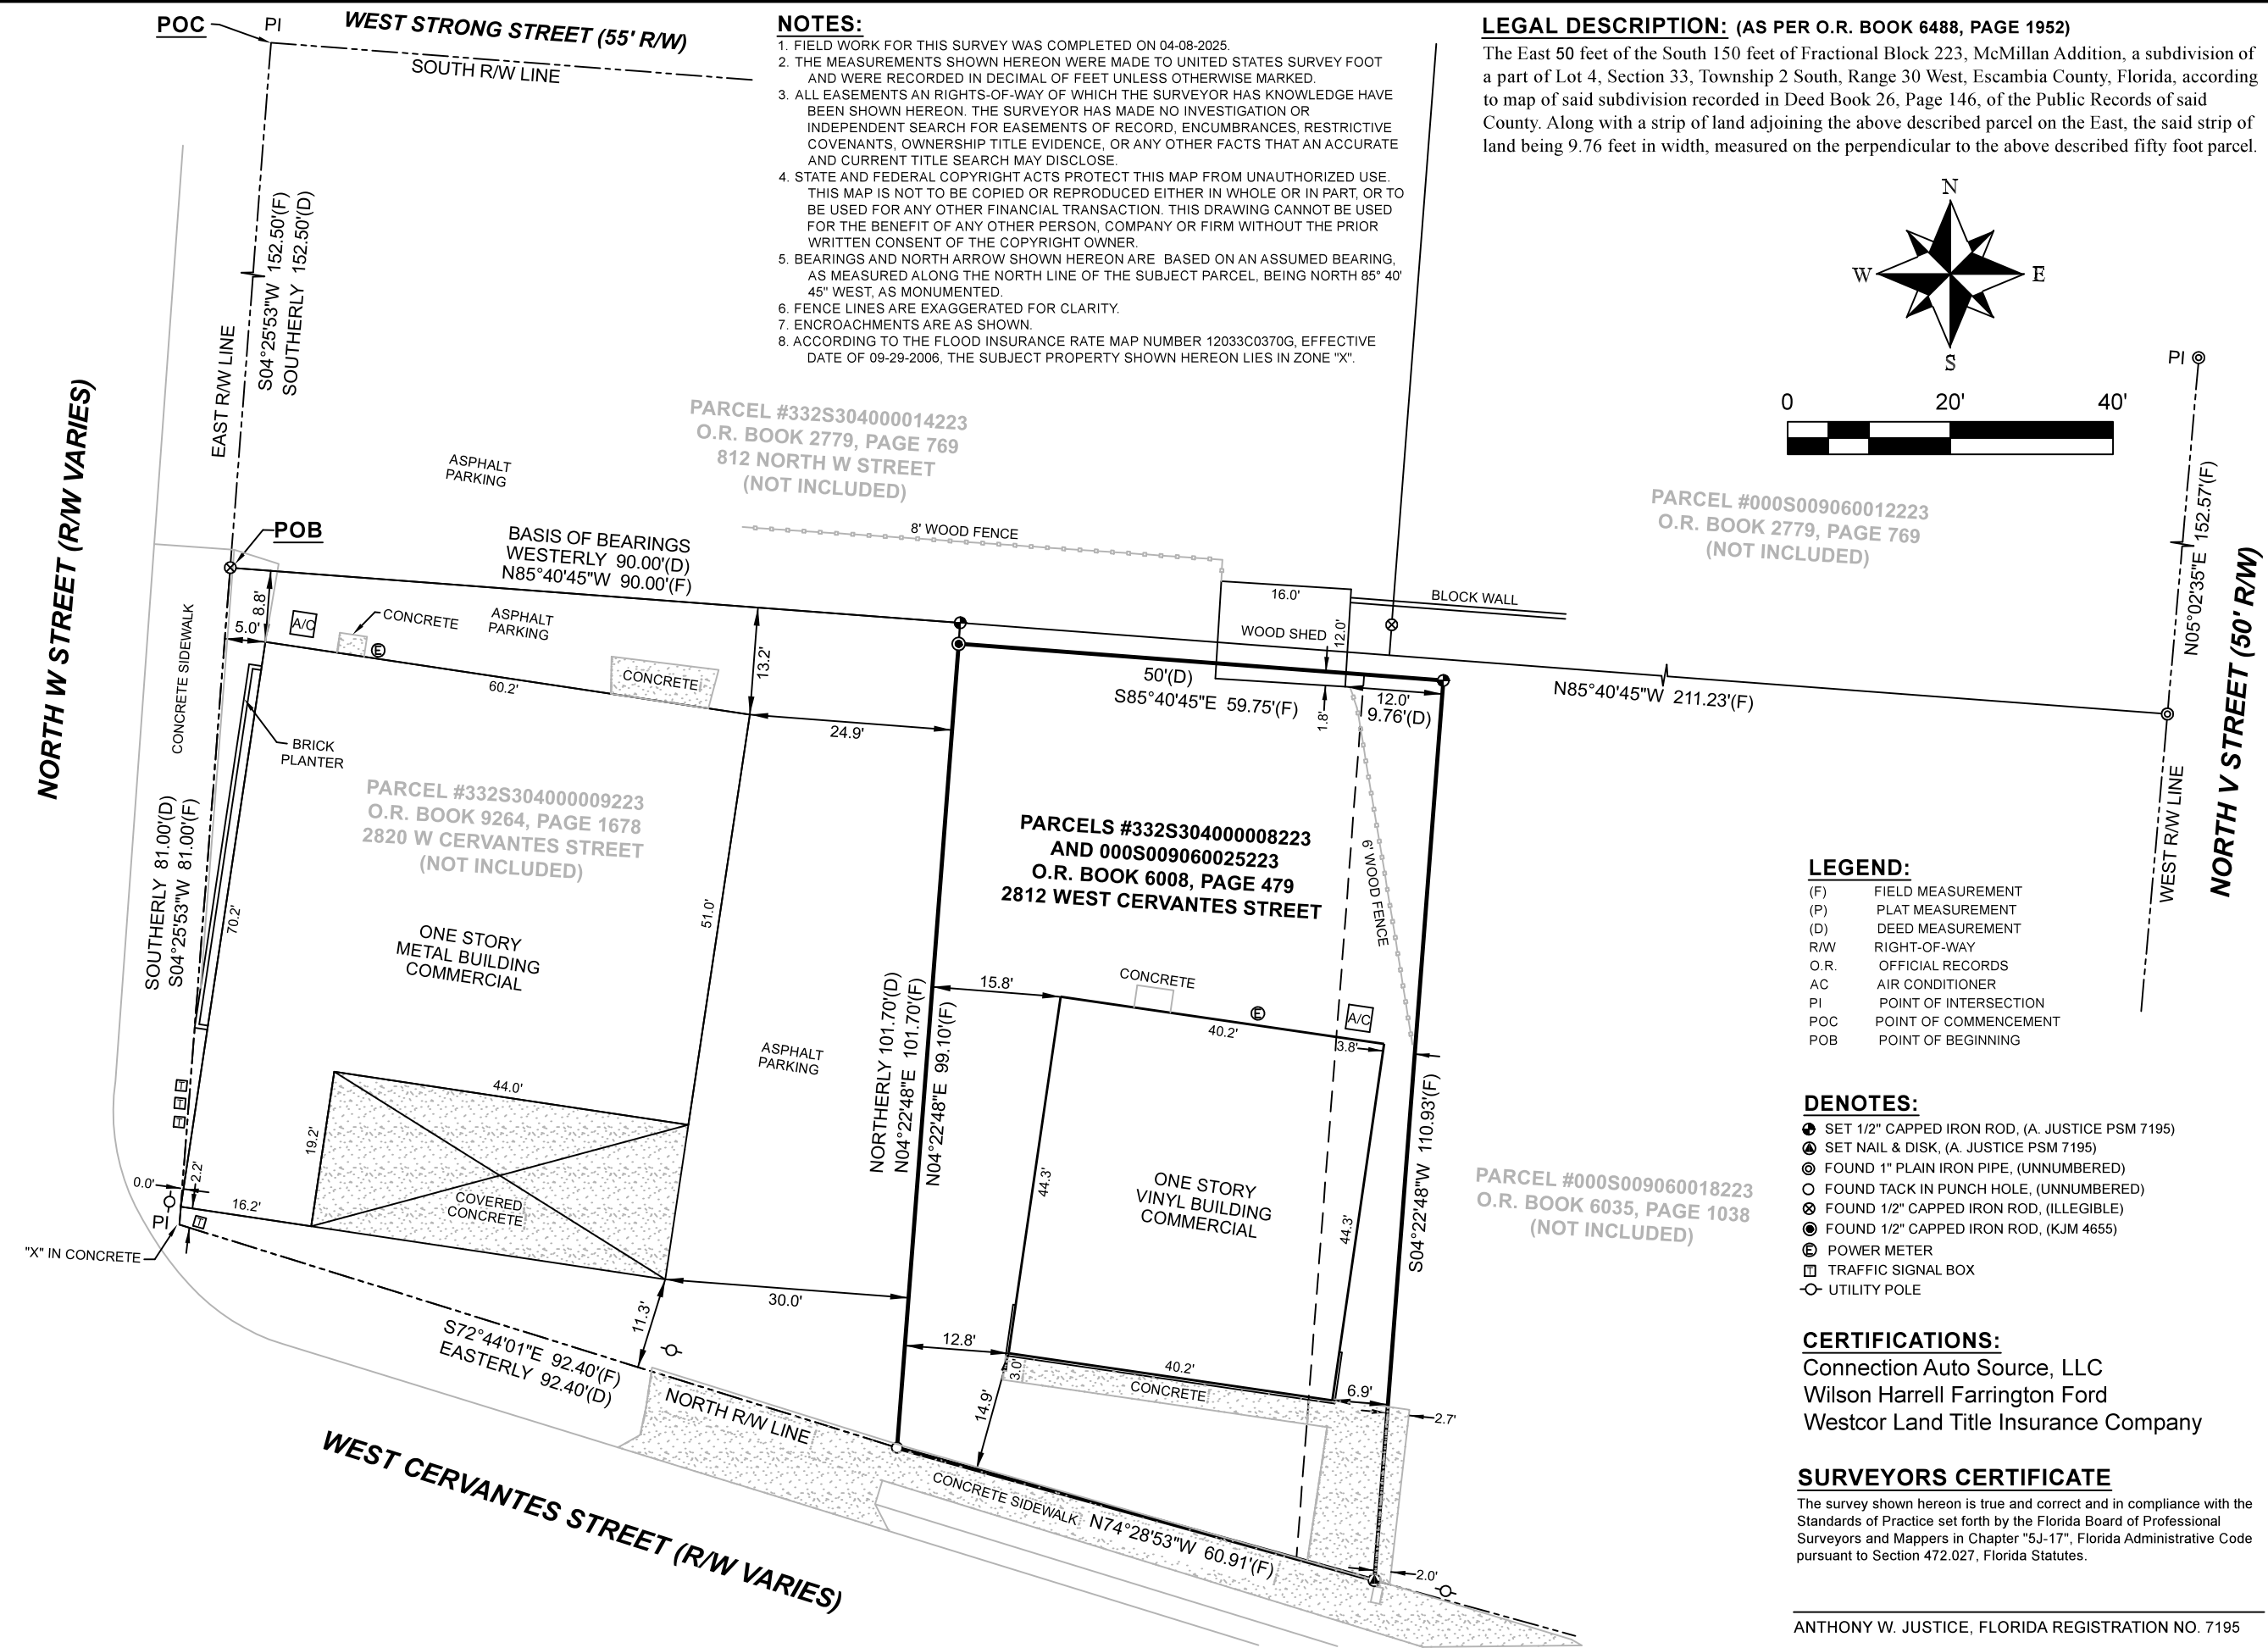 POC
PI
WEST STRONG STREET (55' R/W)
SOUTH R/W LINE
NOTES:
1. FIELD WORK FOR THIS SURVEY WAS COMPLETED ON 04-08-2025.
2. THE MEASUREMENTS SHOWN HEREON WERE MADE TO UNITED STATES SURVEY FOOT
AND WERE RECORDED IN DECIMAL OF FEET UNLESS OTHERWISE MARKED.
3. ALL EASEMENTS AN RIGHTS-OF-WAY OF WHICH THE SURVEYOR HAS KNOWLEDGE HAVE
BEEN SHOWN HEREON. THE SURVEYOR HAS MADE NO INVESTIGATION OR
INDEPENDENT SEARCH FOR EASEMENTS OF RECORD, ENCUMBRANCES, RESTRICTIVE
COVENANTS, OWNERSHIP TITLE EVIDENCE, OR ANY OTHER FACTS THAT AN ACCURATE
AND CURRENT TITLE SEARCH MAY DISCLOSE.
4. STATE AND FEDERAL COPYRIGHT ACTS PROTECT THIS MAP FROM UNAUTHORIZED USE.
THIS MAP IS NOT TO BE COPIED OR REPRODUCED EITHER IN WHOLE OR IN PART, OR TO
BE USED FOR ANY OTHER FINANCIAL TRANSACTION. THIS DRAWING CANNOT BE USED
FOR THE BENEFIT OF ANY OTHER PERSON, COMPANY OR FIRM WITHOUT THE PRIOR
WRITTEN CONSENT OF THE COPYRIGHT OWNER.
5. BEARINGS AND NORTH ARROW SHOWN HEREON ARE BASED ON AN ASSUMED BEARING,
AS MEASURED ALONG THE NORTH LINE OF THE SUBJECT PARCEL, BEING NORTH 85° 40'
45" WEST, AS MONUMENTED.
6. FENCE LINES ARE EXAGGERATED FOR CLARITY.
7. ENCROACHMENTS ARE AS SHOWN.
8. ACCORDING TO THE FLOOD INSURANCE RATE MAP NUMBER 12033C0370G, EFFECTIVE
DATE OF 09-29-2006, THE SUBJECT PROPERTY SHOWN HEREON LIES IN ZONE "X".
LEGAL DESCRIPTION: (AS PER O.R. BOOK 6488, PAGE 1952)
The East 50 feet of the South 150 feet of Fractional Block 223, McMillan Addition, a subdivision of
a part of Lot 4, Section 33, Township 2 South, Range 30 West, Escambia County, Florida, according
to map of said subdivision recorded in Deed Book 26, Page 146, of the Public Records of said
County. Along with a strip of land adjoining the above described parcel on the East, the said strip of
land being 9.76 feet in width, measured on the perpendicular to the above described fifty foot parcel.
N
W
E
S
0 20' 40'
PI
N05°02'35"E 152.57'(F)
NORTH V STREET (50' R/W)
WEST R/W LINE
S04°25'53"W 152.50'(F)
SOUTHERLY 152.50'(D)
EAST R/W LINE
NORTH W STREET (R/W VARIES)
PARCEL #332S304000014223
O.R. BOOK 2779, PAGE 769
812 NORTH W STREET
(NOT INCLUDED)
ASPHALT
PARKING
PARCEL #000S009060012223
O.R. BOOK 2779, PAGE 769
(NOT INCLUDED)
POB
BASIS OF BEARINGS
WESTERLY 90.00'(D)
N85°40'45"W 90.00'(F)
8' WOOD FENCE
16.0'
BLOCK WALL
WOOD SHED
12.0'
8.8'
5.0'
A/C
CONCRETE
E
ASPHALT
PARKING
CONCRETE
60.2'
13.2'
24.9'
CONCRETE SIDEWALK
BRICK
PLANTER
50'(D)
S85°40'45"E 59.75'(F)
1.8'
12.0'
9.76'(D)
N85°40'45"W 211.23'(F)
PARCEL #332S304000009223
O.R. BOOK 9264, PAGE 1678
2820 W CERVANTES STREET
(NOT INCLUDED)
PARCELS #332S304000008223
AND 000S009060025223
O.R. BOOK 6008, PAGE 479
2812 WEST CERVANTES STREET
6' WOOD FENCE
SOUTHERLY 81.00'(D)
S04°25'53"W 81.00'(F)
70.2'
ONE STORY
METAL BUILDING
COMMERCIAL
51.0'
ASPHALT
PARKING
NORTHERLY 101.70'(D)
N04°22'48"E 101.70'(F)
N04°22'48"E 99.10'(F)
15.8'
CONCRETE
E
A/C
40.2'
3.8'
S04°22'48"W 110.93'(F)
44.3'
ONE STORY
VINYL BUILDING
COMMERCIAL
44.3'
PARCEL #000S009060018223
O.R. BOOK 6035, PAGE 1038
(NOT INCLUDED)
44.0'
19.2'
COVERED
CONCRETE
T
T
T
0.0'
2.2'
16.2'
PI
T
"X" IN CONCRETE
30.0'
11.3'
S72°44'01"E 92.40'(F)
EASTERLY 92.40'(D)
NORTH R/W LINE
12.8'
3.0'
14.9'
40.2'
CONCRETE
6.9'
2.7'
CONCRETE SIDEWALK
N74°28'53"W 60.91'(F)
2.0'
WEST CERVANTES STREET (R/W VARIES)
LEGEND:
(F) FIELD MEASUREMENT
(P) PLAT MEASUREMENT
(D) DEED MEASUREMENT
R/W RIGHT-OF-WAY
O.R. OFFICIAL RECORDS
AC AIR CONDITIONER
PI POINT OF INTERSECTION
POC POINT OF COMMENCEMENT
POB POINT OF BEGINNING
DENOTES:
SET 1/2" CAPPED IRON ROD, (A. JUSTICE PSM 7195)
SET NAIL & DISK, (A. JUSTICE PSM 7195)
FOUND 1" PLAIN IRON PIPE, (UNNUMBERED)
FOUND TACK IN PUNCH HOLE, (UNNUMBERED)
FOUND 1/2" CAPPED IRON ROD, (ILLEGIBLE)
FOUND 1/2" CAPPED IRON ROD, (KJM 4655)
E POWER METER
T TRAFFIC SIGNAL BOX
UTILITY POLE
CERTIFICATIONS:
Connection Auto Source, LLC
Wilson Harrell Farrington Ford
Westcor Land Title Insurance Company
SURVEYORS CERTIFICATE
The survey shown hereon is true and correct and in compliance with the
Standards of Practice set forth by the Florida Board of Professional
Surveyors and Mappers in Chapter "5J-17", Florida Administrative Code
pursuant to Section 472.027, Florida Statutes.
ANTHONY W. JUSTICE, FLORIDA REGISTRATION NO. 7195